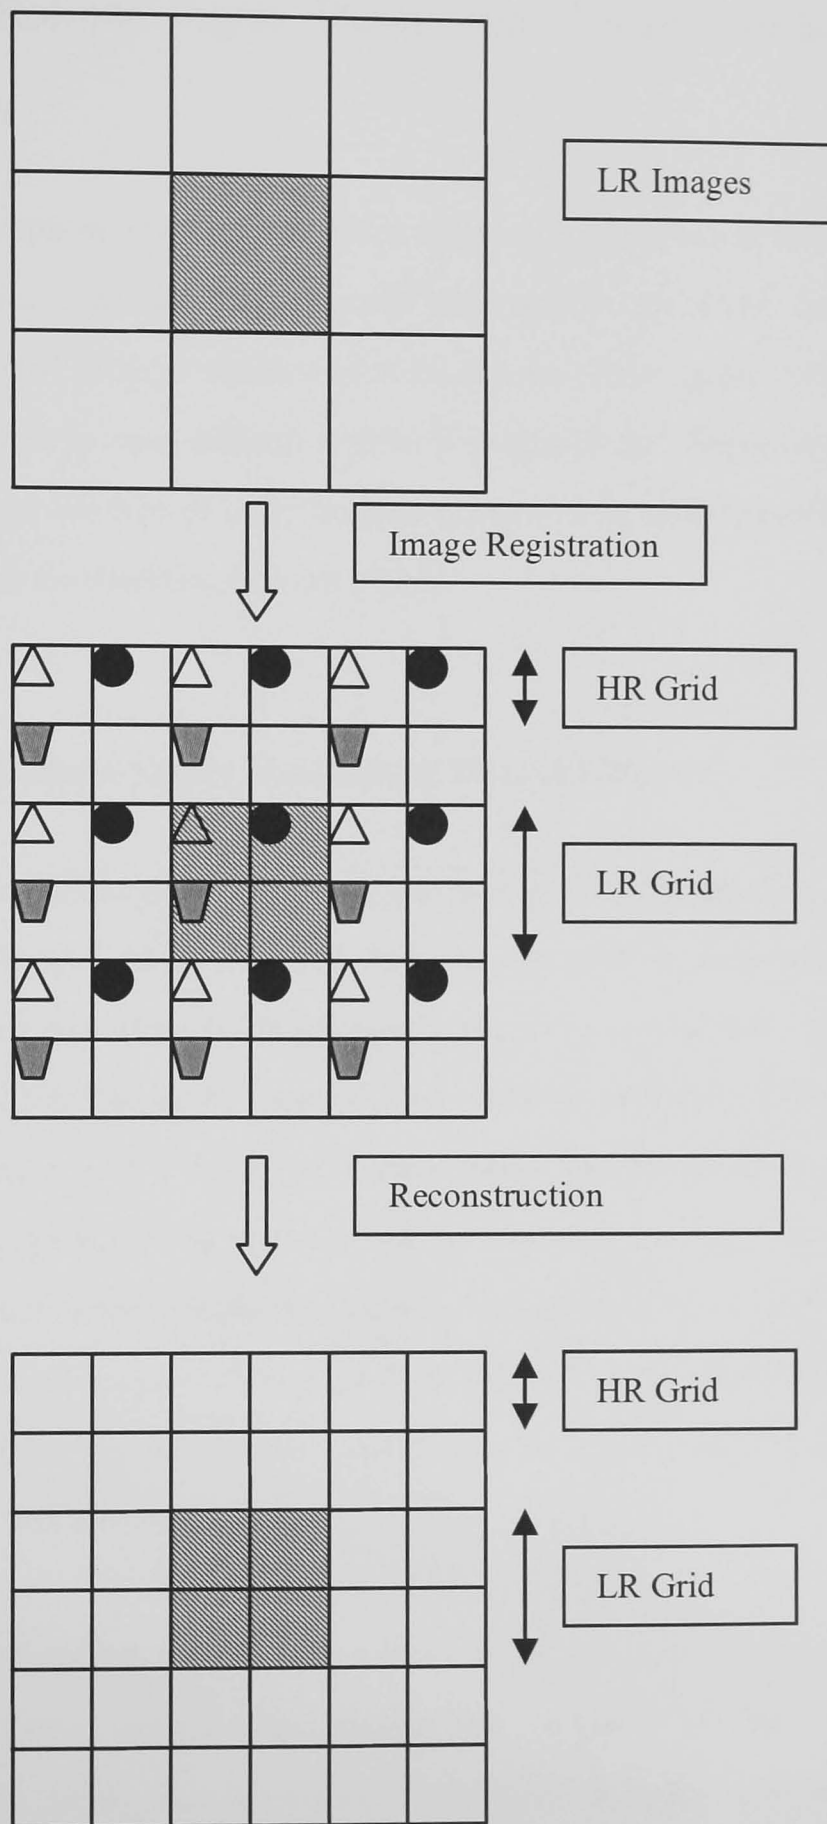 LR Images
Image Registration
HR Grid
LR Grid
Reconstruction
HR Grid
LR Grid